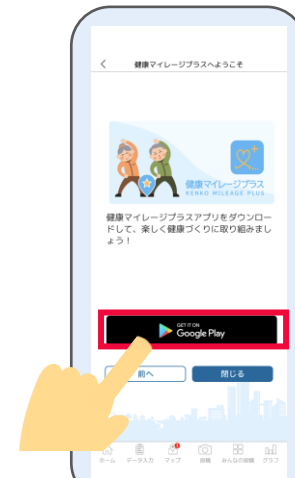 健康マイレージプラスへようこそ
健康マイレージプラス
KENKO MILEAGE PLUS
健康マイレージプラスアプリをダウンロー
ドして、楽しく健康づくりに取り組みまし
ょう！
GET IT ON
Google Play
前へ
閉じる
ホーム データ入力 マップ 投稿 みんなの投稿 グラフ